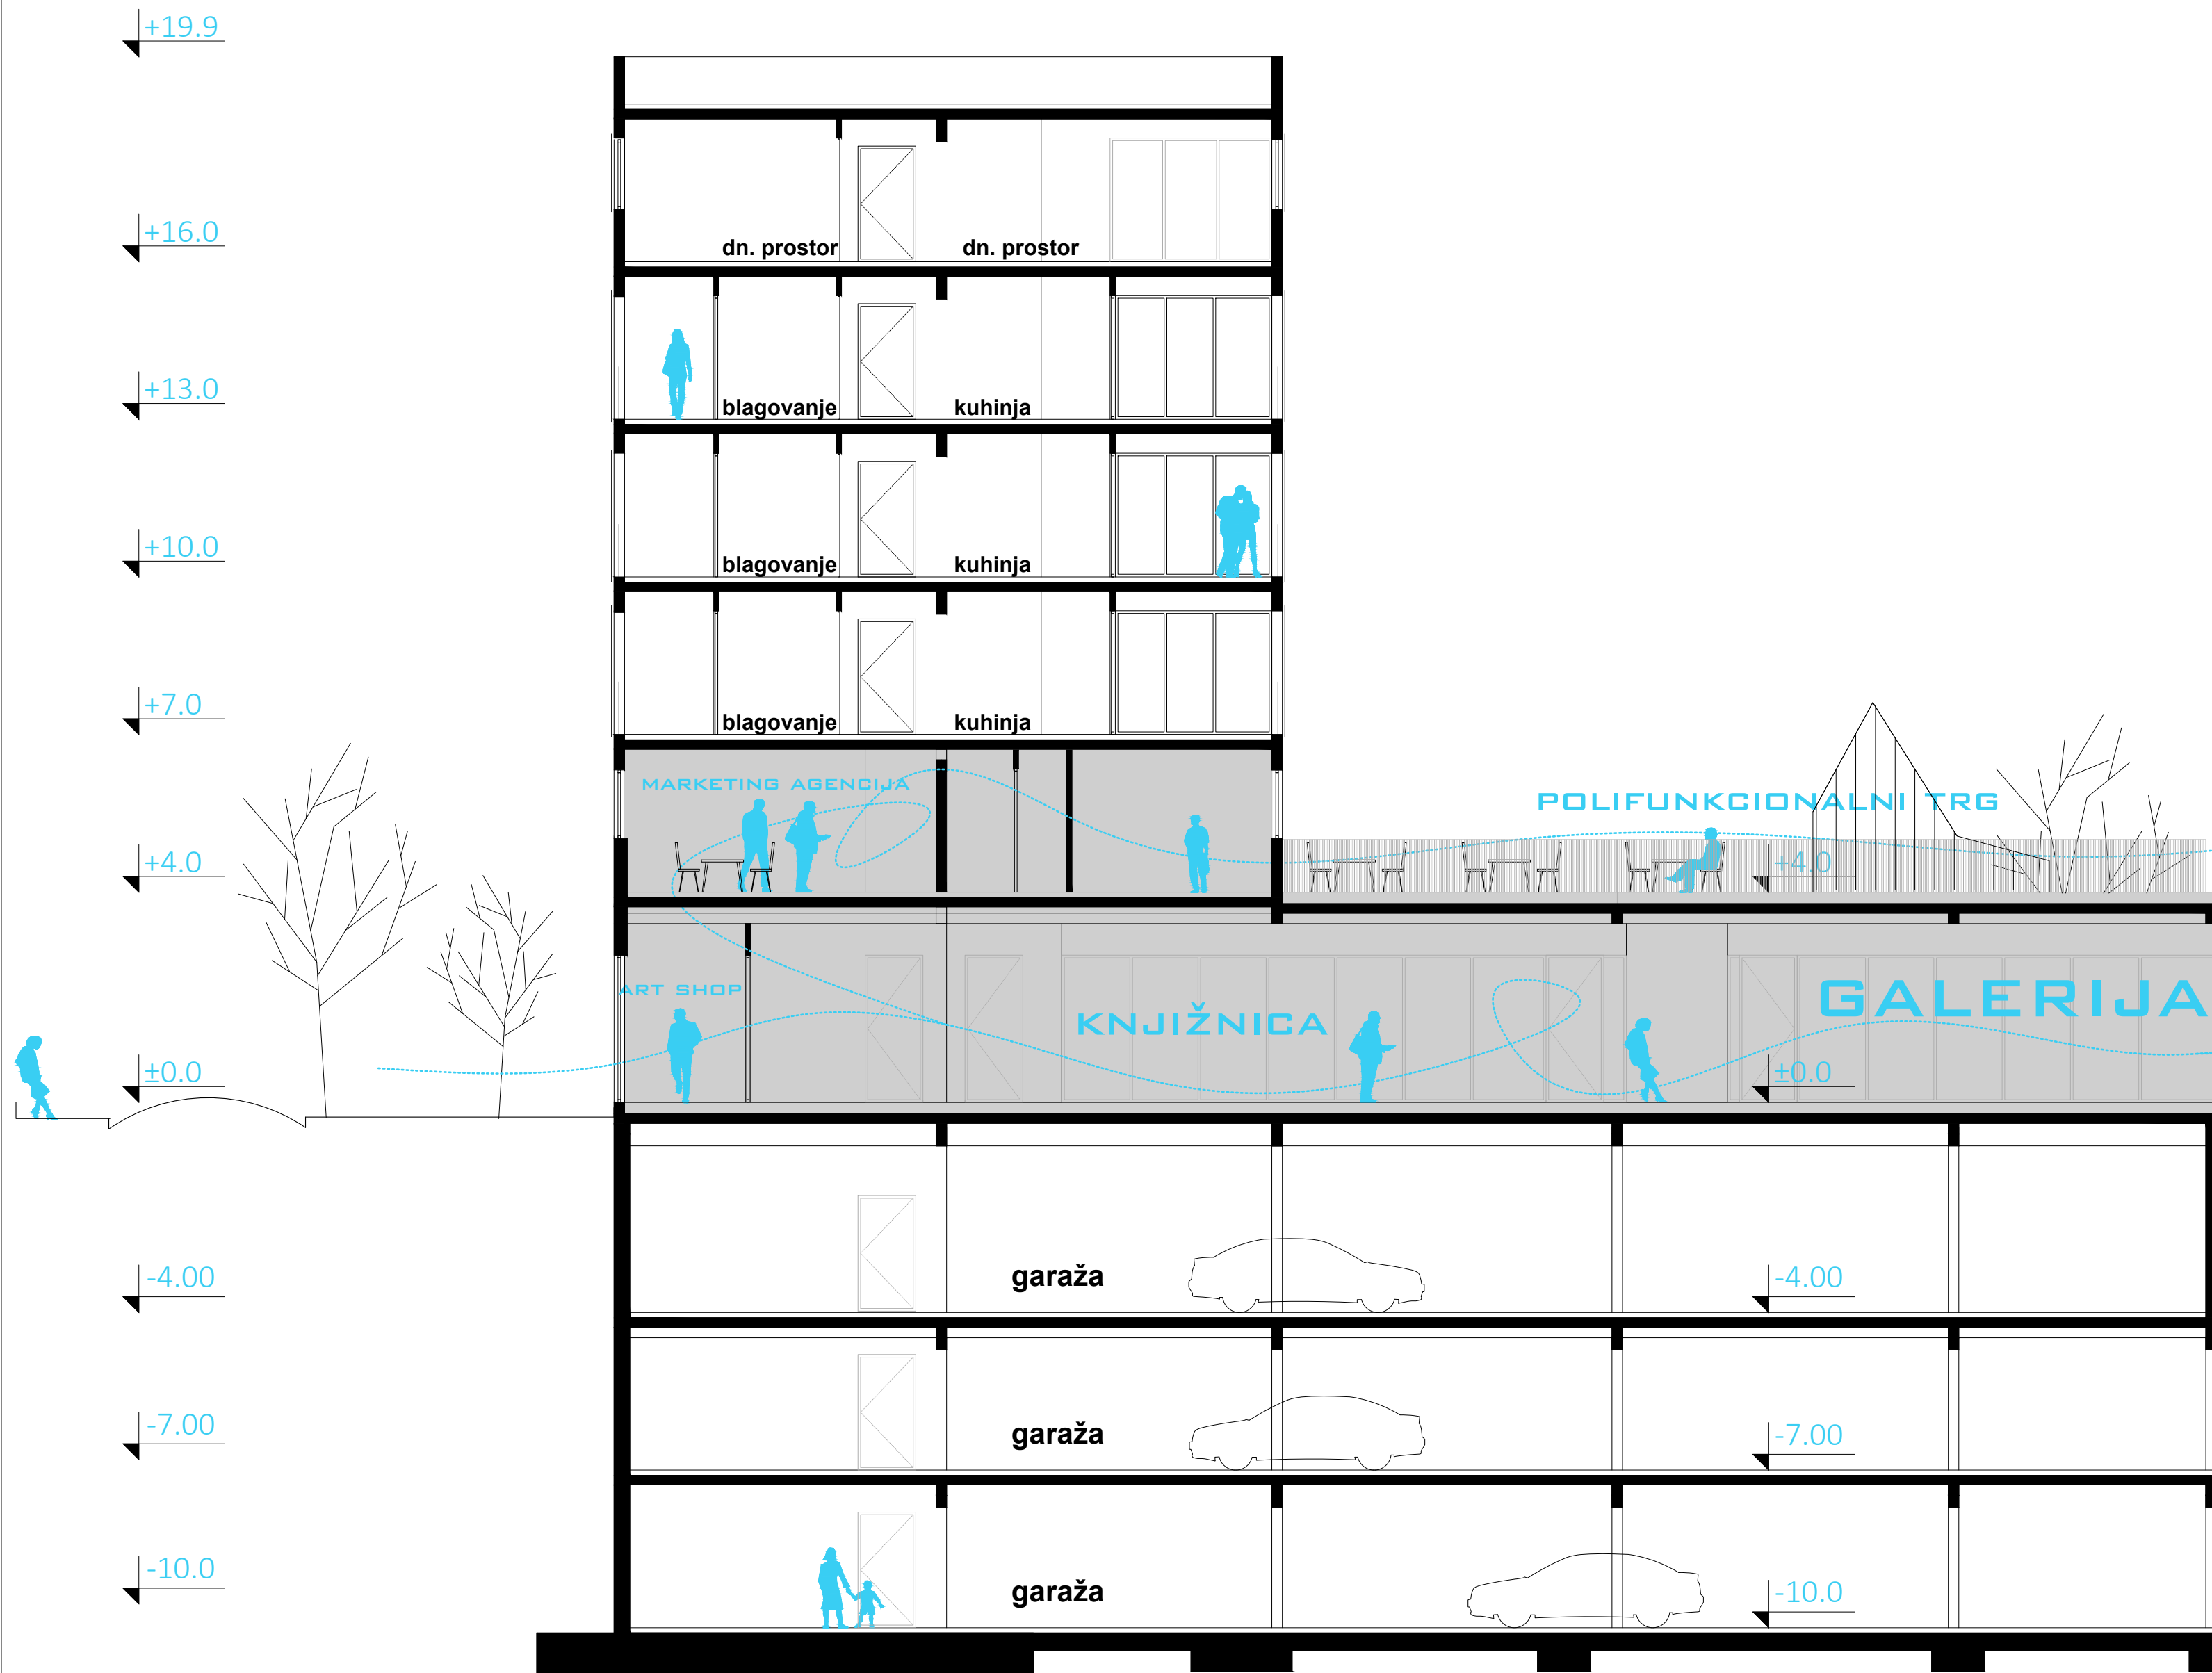 +19.9
+16.0
dn. prostor dn. prostor
+13.0
blagovanje kuhinja
+10.0
blagovanje kuhinja
+7.0
blagovanje kuhinja
MARKETING AGENCIJA
POLIFUNKCIONALNI TRG
+4.0 +4.0
ART SHOP
KNJIŽNICA
GALERIJA
±0.0 ±0.0
-4.00 garaža -4.00
-7.00 garaža -7.00
-10.0 garaža -10.0